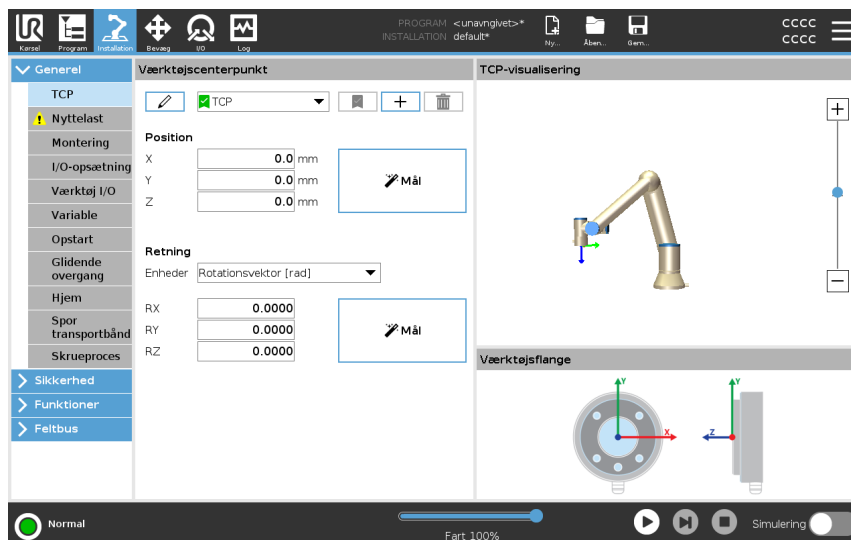 UR
PROGRAM <unavngivet>*
INSTALLATION default*
CCCC
CCCC
Kørsel Program Installation Bevæg I/O Log Ny... Åben... Gem...
Generel
TCP
Nyttelast
Montering
I/O-opsætning
Værktøj I/O
Variable
Opstart
Glidende
overgang
Hjem
Spor
transportbånd
Skrueproces
Sikkerhed
Funktioner
Feltbus
Værktøjscenterpunkt
TCP
Position
X 0.0 mm
Y 0.0 mm
Z 0.0 mm
Mål
Retning
Enheder Rotationsvektor [rad]
RX 0.0000
RY 0.0000
RZ 0.0000
Mål
TCP-visualisering
Værktøjsflange
Y
X
Y
Z
Normal
Fart 100%
Simulering